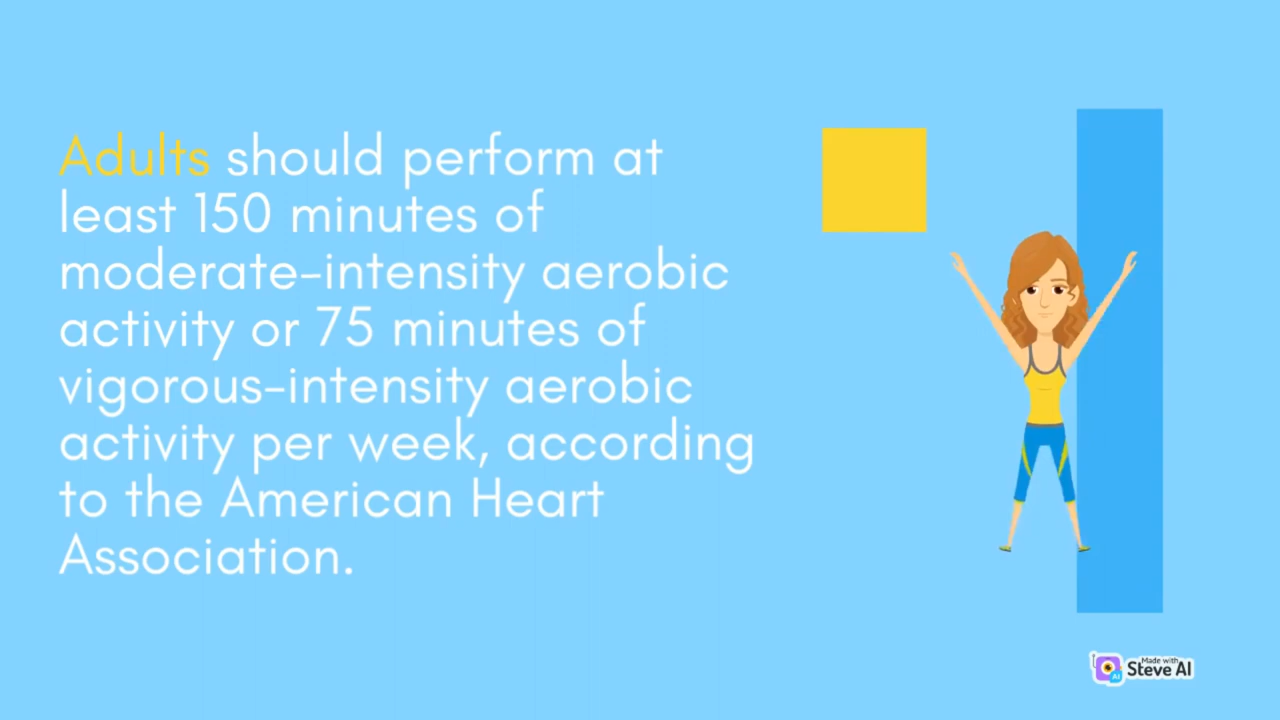 Adults should perform at
least 150 minutes of
moderate-intensity aerobic
activity or 75 minutes of
vigorous-intensity aerobic
activity per week, according
to the American Heart
Association.
Made with
Steve AI
AI